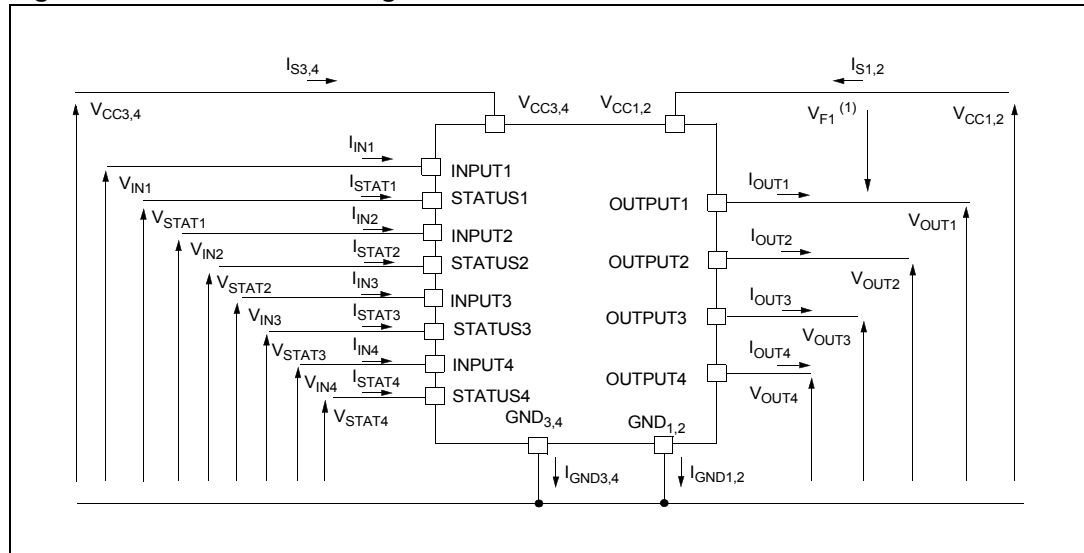 I_S3,4
I_S1,2
V_CC3,4
V_CC3,4
V_CC1,2
V_F1 (1)
V_CC1,2
I_IN1
INPUT1
V_IN1
I_STAT1
STATUS1
V_STAT1
I_IN2
INPUT2
V_IN2
I_STAT2
STATUS2
V_STAT2
I_IN3
INPUT3
V_IN3
I_STAT3
STATUS3
V_STAT3
I_IN4
INPUT4
V_IN4
I_STAT4
STATUS4
V_STAT4
OUTPUT1
I_OUT1
V_OUT1
OUTPUT2
I_OUT2
V_OUT2
OUTPUT3
I_OUT3
V_OUT3
OUTPUT4
I_OUT4
V_OUT4
GND3,4
GND1,2
I_GND3,4
I_GND1,2